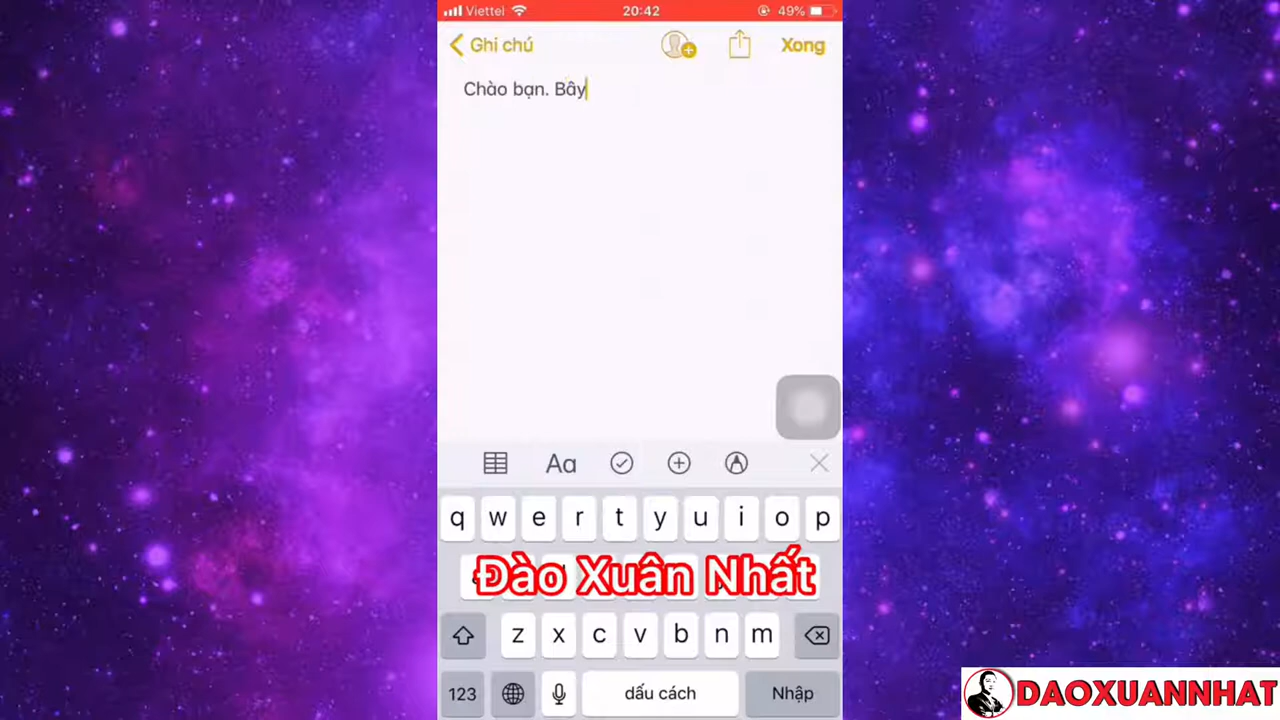 Viettel 20:42 49%
Ghi chú Xong
Chào bạn. Bây
Aa
q w e r t y u i o p
Đào Xuân Nhất
z x c v b n m
123 dấu cách Nhập
DAOXUANNHAT